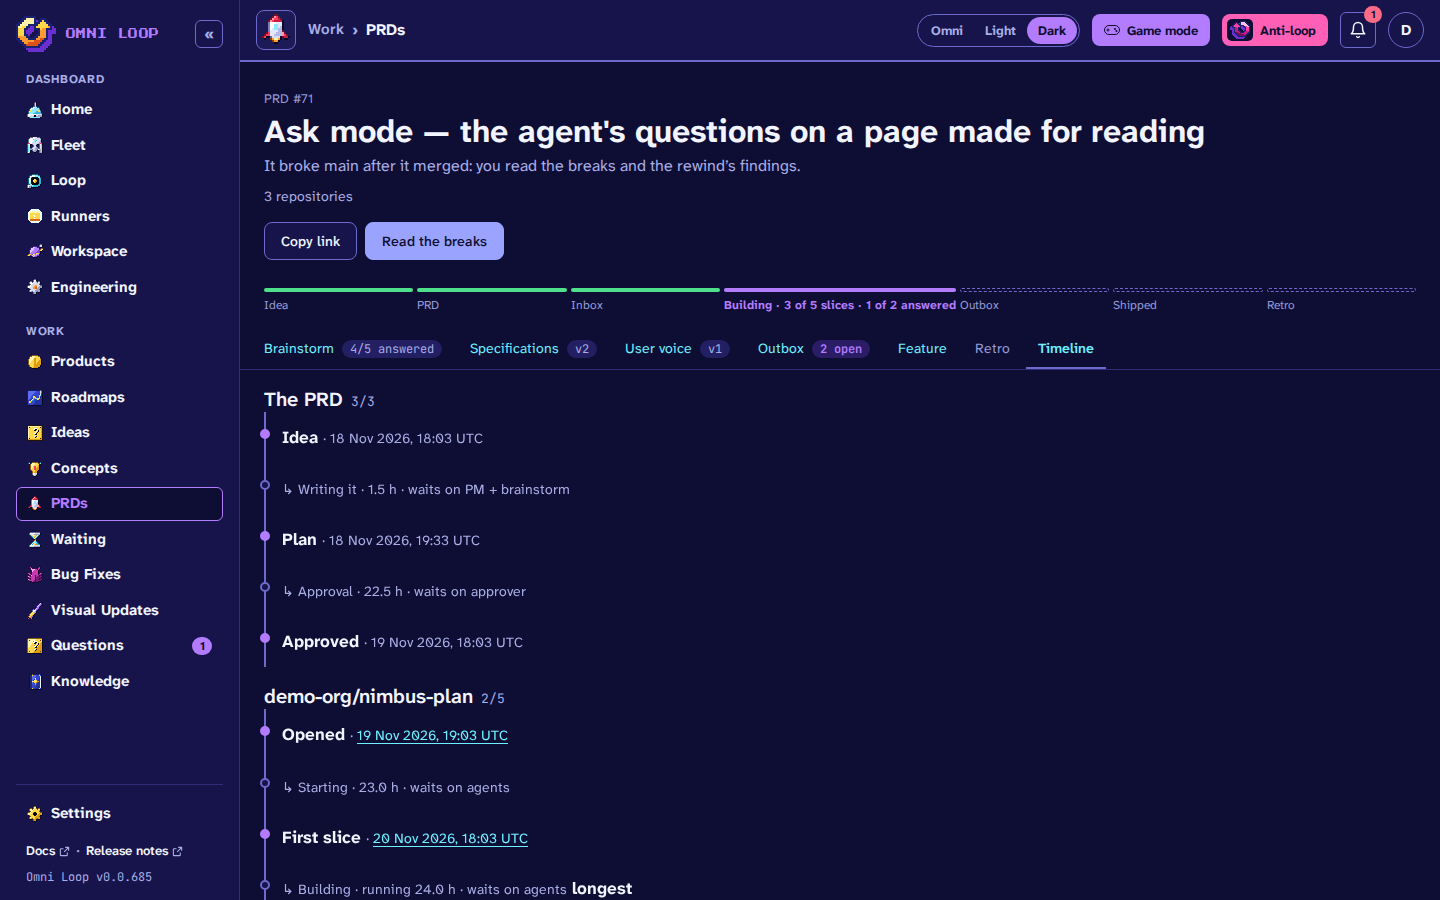 OMNI LOOP
«
DASHBOARD
Home
Fleet
Loop
Runners
Workspace
Engineering
WORK
Products
Roadmaps
Ideas
Concepts
PRDs
Waiting
Bug Fixes
Visual Updates
Questions 1
Knowledge
Settings
Docs · Release notes
Omni Loop v0.0.685
Work › PRDs
Omni Light Dark
Game mode
Anti-loop
1
D
PRD #71
Ask mode — the agent's questions on a page made for reading
It broke main after it merged: you read the breaks and the rewind's findings.
3 repositories
Copy link
Read the breaks
Idea
PRD
Inbox
Building · 3 of 5 slices · 1 of 2 answered
Outbox
Shipped
Retro
Brainstorm 4/5 answered
Specifications v2
User voice v1
Outbox 2 open
Feature
Retro
Timeline
The PRD 3/3
Idea · 18 Nov 2026, 18:03 UTC
↳ Writing it · 1.5 h · waits on PM + brainstorm
Plan · 18 Nov 2026, 19:33 UTC
↳ Approval · 22.5 h · waits on approver
Approved · 19 Nov 2026, 18:03 UTC
demo-org/nimbus-plan 2/5
Opened · 19 Nov 2026, 19:03 UTC
↳ Starting · 23.0 h · waits on agents
First slice · 20 Nov 2026, 18:03 UTC
↳ Building · running 24.0 h · waits on agents longest